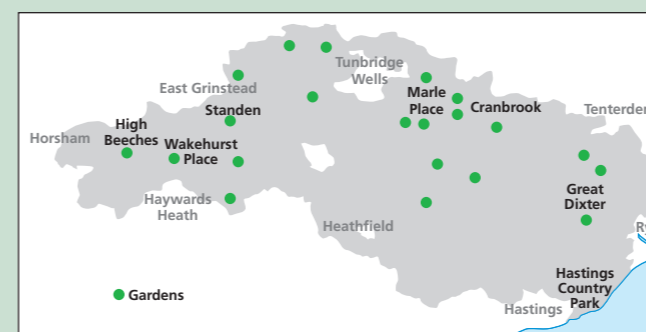 Tunbridge
Wells
East Grinstead
Marle
Place
Standen
Cranbrook
Tenterden
High
Beeches
Horsham
Wakehurst
Place
Great
Dixter
Haywards
Heath
Heathfield
Hastings
Country
Park
Gardens
Hastings